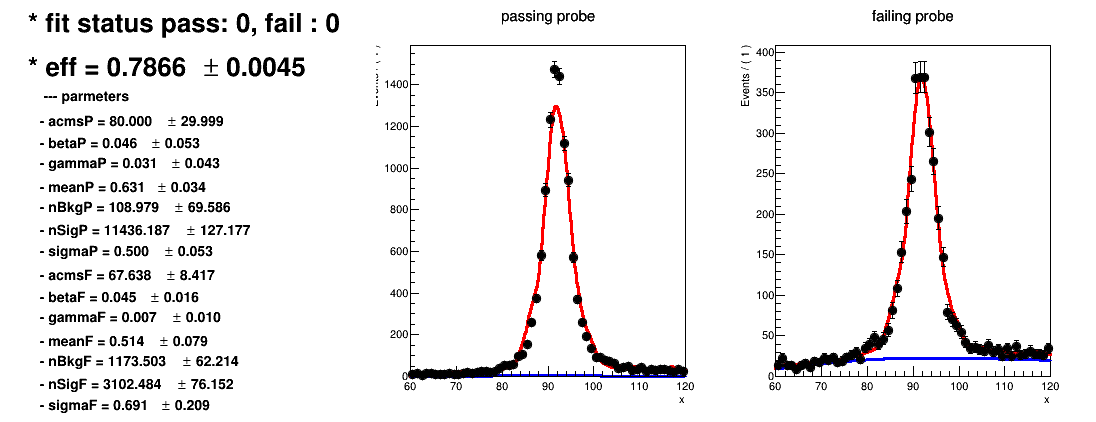 * fit status pass: 0, fail : 0
* eff = 0.7866 ± 0.0045
--- parmeters
- acmsP = 80.000 ± 29.999
- betaP = 0.046 ± 0.053
- gammaP = 0.031 ± 0.043
- meanP = 0.631 ± 0.034
- nBkgP = 108.979 ± 69.586
- nSigP = 11436.187 ± 127.177
- sigmaP = 0.500 ± 0.053
- acmsF = 67.638 ± 8.417
- betaF = 0.045 ± 0.016
- gammaF = 0.007 ± 0.010
- meanF = 0.514 ± 0.079
- nBkgF = 1173.503 ± 62.214
- nSigF = 3102.484 ± 76.152
- sigmaF = 0.691 ± 0.209
passing probe
1400
1200
1000
800
600
400
200
0
60 70 80 90 100 110 120
x
failing probe
Events / ( 1 )
400
350
300
250
200
150
100
50
0
60 70 80 90 100 110 120
x